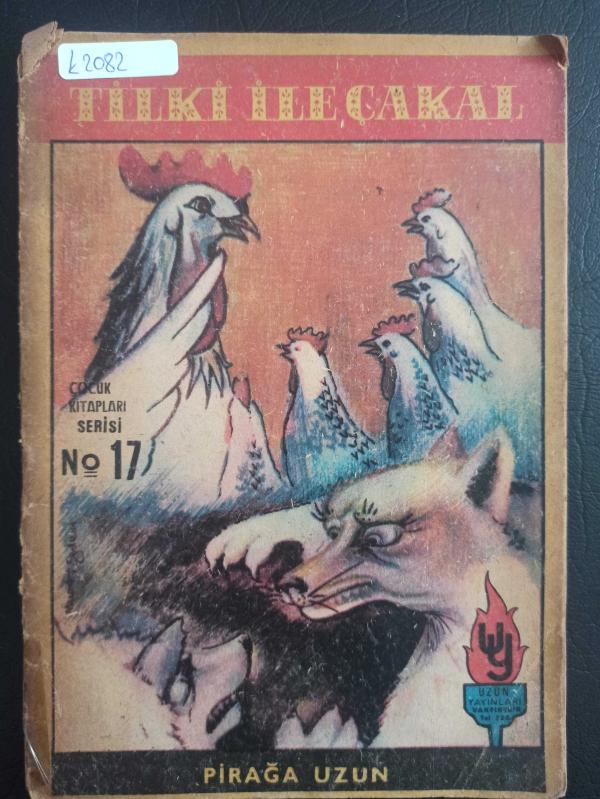 k2082
TİLKİ İLE ÇAKAL
ÇOCUK
KİTAPLARI
SERİSİ
No 17
UZUN
YAYINLARI
PİRAĞA UZUN